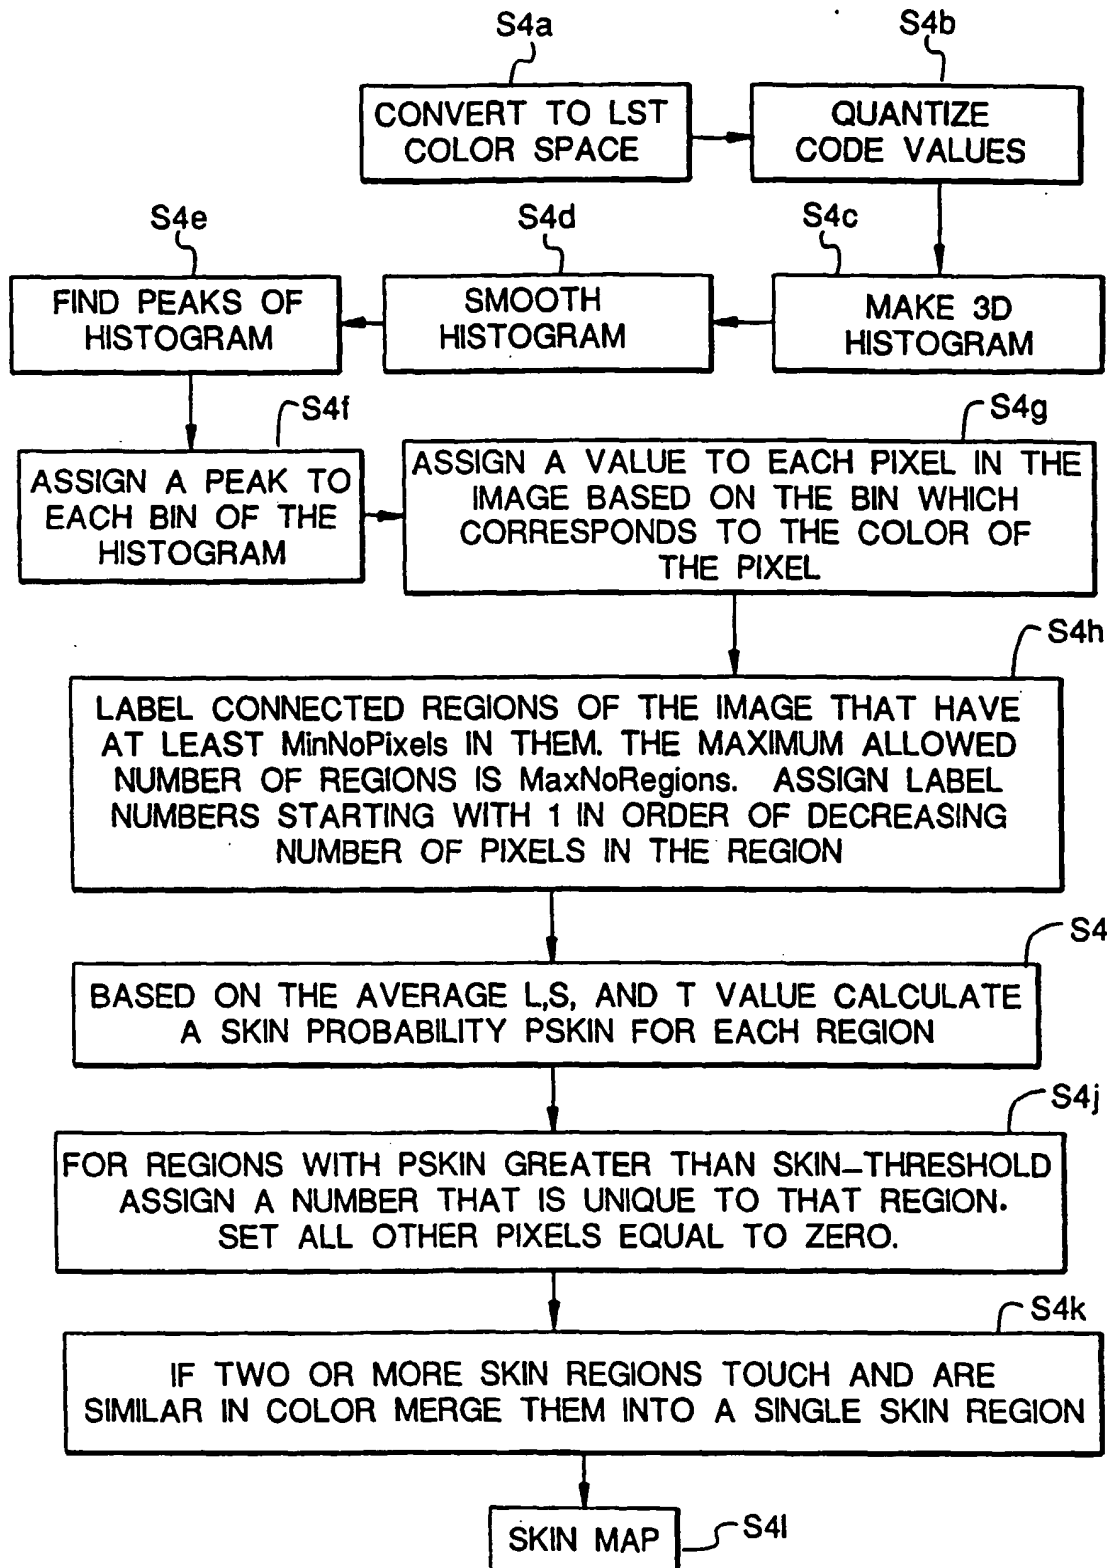 S4a
CONVERT TO LST
COLOR SPACE
S4b
QUANTIZE
CODE VALUES
S4c
MAKE 3D
HISTOGRAM
S4d
SMOOTH
HISTOGRAM
S4e
FIND PEAKS OF
HISTOGRAM
S4f
ASSIGN A PEAK TO
EACH BIN OF THE
HISTOGRAM
S4g
ASSIGN A VALUE TO EACH PIXEL IN THE
IMAGE BASED ON THE BIN WHICH
CORRESPONDS TO THE COLOR OF
THE PIXEL
S4h
LABEL CONNECTED REGIONS OF THE IMAGE THAT HAVE
AT LEAST MinNoPixels IN THEM. THE MAXIMUM ALLOWED
NUMBER OF REGIONS IS MaxNoRegions. ASSIGN LABEL
NUMBERS STARTING WITH 1 IN ORDER OF DECREASING
NUMBER OF PIXELS IN THE REGION
S4
BASED ON THE AVERAGE L,S, AND T VALUE CALCULATE
A SKIN PROBABILITY PSKIN FOR EACH REGION
S4j
FOR REGIONS WITH PSKIN GREATER THAN SKIN–THRESHOLD
ASSIGN A NUMBER THAT IS UNIQUE TO THAT REGION.
SET ALL OTHER PIXELS EQUAL TO ZERO.
S4k
IF TWO OR MORE SKIN REGIONS TOUCH AND ARE
SIMILAR IN COLOR MERGE THEM INTO A SINGLE SKIN REGION
SKIN MAP
S4l